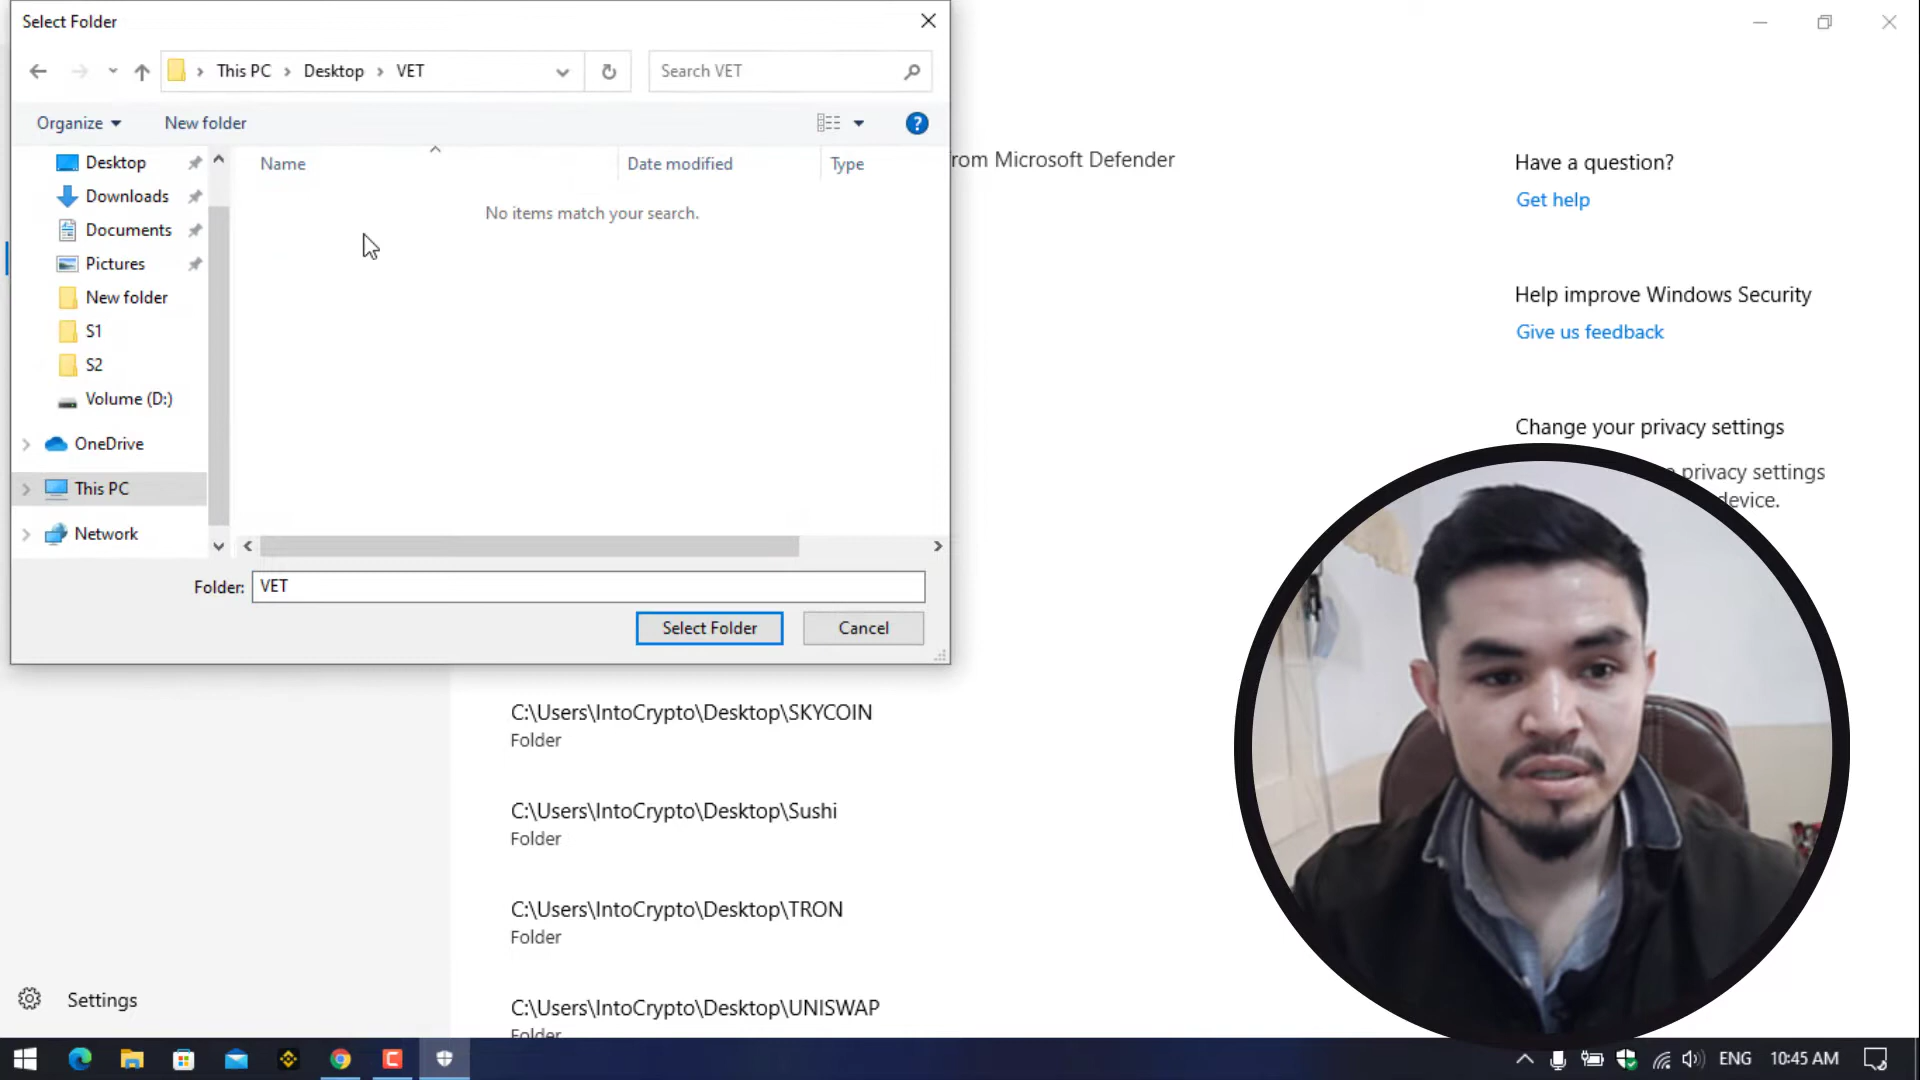 Select Folder
This PC
Desktop
VET
Search VET
Organize
New folder
Name
Date modified
Type
No items match your search.
Desktop
Downloads
Documents
Pictures
New folder
S1
S2
Volume (D:)
OneDrive
This PC
Network
Folder:
VET
Select Folder
Cancel
from Microsoft Defender
Have a question?
Get help
Help improve Windows Security
Give us feedback
Change your privacy settings
privacy settings
device.
C:\Users\IntoCrypto\Desktop\SKYCOIN
Folder
C:\Users\IntoCrypto\Desktop\Sushi
Folder
C:\Users\IntoCrypto\Desktop\TRON
Folder
C:\Users\IntoCrypto\Desktop\UNISWAP
Folder
Settings
ENG
10:45 AM